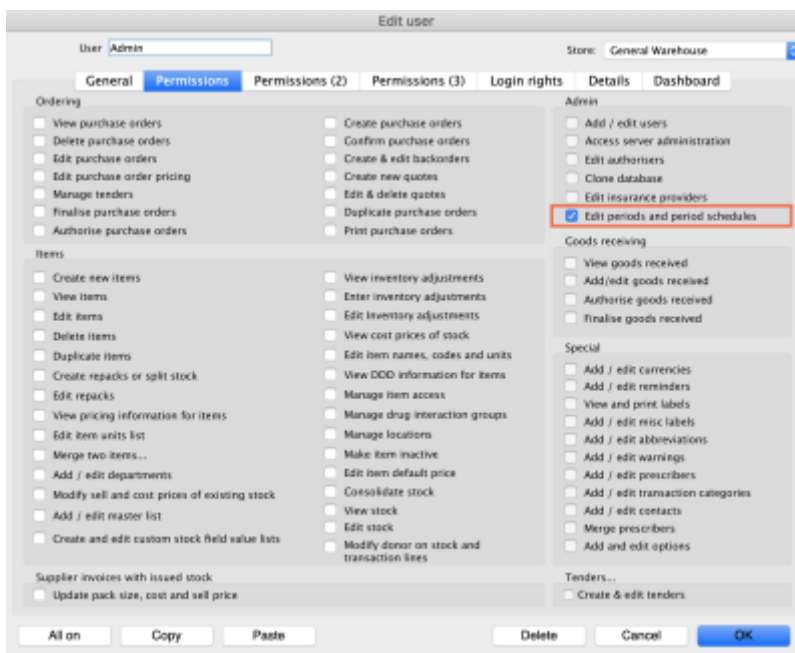 Edit user
User Admin
Store: General Warehouse
General Permissions Permissions (2) Permissions (3) Login rights Details Dashboard
Ordering
View purchase orders
Delete purchase orders
Edit purchase orders
Edit purchase order pricing
Manage tenders
Finalise purchase orders
Authorise purchase orders
Create purchase orders
Confirm purchase orders
Create & edit backorders
Create new quotes
Edit & delete quotes
Duplicate purchase orders
Print purchase orders
Items
Create new items
View items
Edit items
Delete items
Duplicate items
Create repacks or split stock
Edit repacks
View pricing information for items
Edit item units list
Merge two items...
Add / edit departments
Modify sell and cost prices of existing stock
Add / edit master list
Create and edit custom stock field value lists
View inventory adjustments
Enter inventory adjustments
Edit Inventory adjustments
View cost prices of stock
Edit item names, codes and units
View DDD information for items
Manage item access
Manage drug interaction groups
Manage locations
Make item inactive
Edit item default price
Consolidate stock
View stock
Edit stock
Modify donor on stock and
transaction lines
Supplier invoices with issued stock
Update pack size, cost and sell price
Admin
Add / edit users
Access server administration
Edit authorisers
Clone database
Edit insurance providers
Edit periods and period schedules
Goods receiving
View goods received
Add/edit goods received
Authorise goods received
Finalise goods received
Special
Add / edit currencies
Add / edit reminders
View and print labels
Add / edit misc labels
Add / edit abbreviations
Add / edit warnings
Add / edit prescribers
Add / edit transaction categories
Add / edit contacts
Merge prescribers
Add and edit options
Tenders...
Create & edit tenders
All on Copy Paste Delete Cancel OK